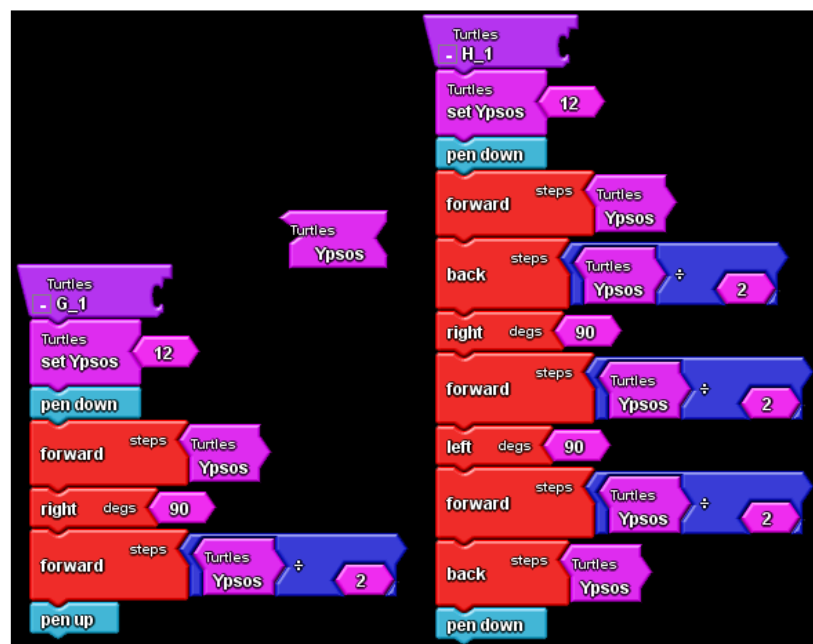 Turtles
Ypsos
Turtles
- G_1
Turtles
set Ypsos 12
pen down
forward steps Turtles Ypsos
right degs 90
forward steps Turtles Ypsos ÷ 2
pen up
Turtles
- H_1
Turtles
set Ypsos 12
pen down
forward steps Turtles Ypsos
back steps Turtles Ypsos ÷ 2
right degs 90
forward steps Turtles Ypsos ÷ 2
left degs 90
forward steps Turtles Ypsos ÷ 2
back steps Turtles Ypsos
pen down